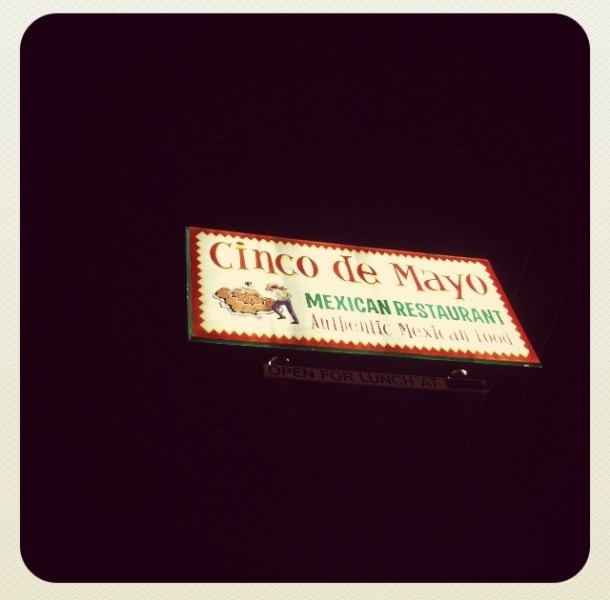 Cinco de Mayo
MEXICAN RESTAURANT
Authentic Mexican Food
OPEN FOR LUNCH AT